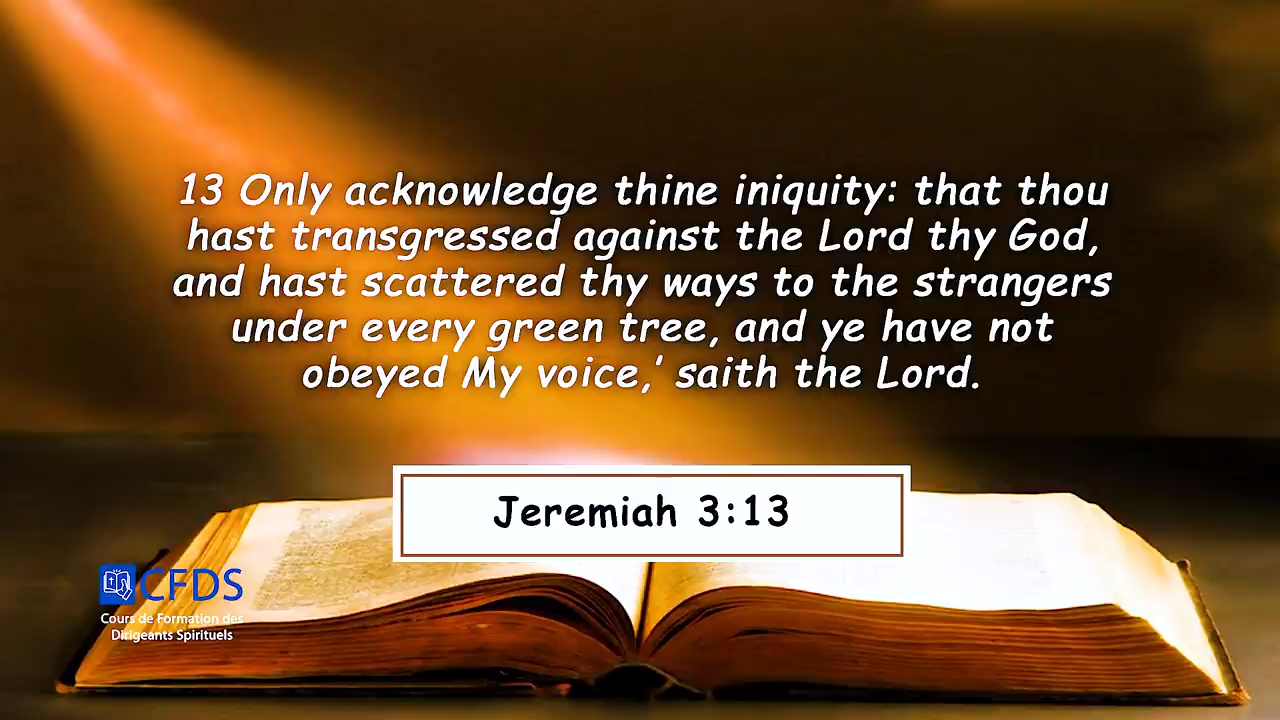 13 Only acknowledge thine iniquity: that thou
hast transgressed against the Lord thy God,
and hast scattered thy ways to the strangers
under every green tree, and ye have not
obeyed My voice,’ saith the Lord.
Jeremiah 3:13
CFDS
Cours de Formation des
Dirigeants Spirituels